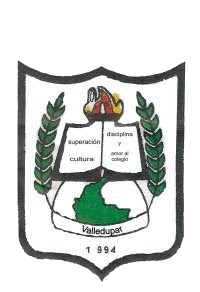 superación
cultura
disciplina
y
amor al
colegio
Valledupar
1 994